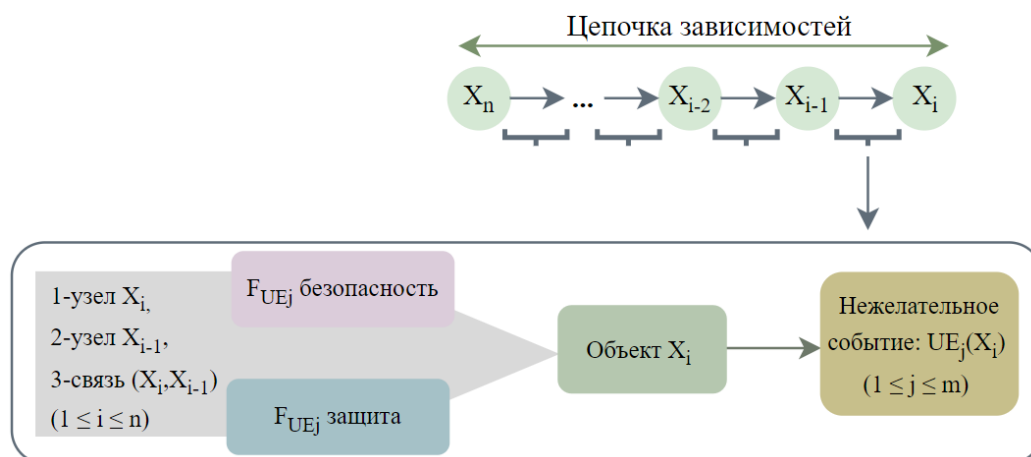 Цепочка зависимостей
Xn ... Xi-2 Xi-1 Xi
1-узел Xi,
2-узел Xi-1,
3-связь (Xi,Xi-1)
(1 ≤ i ≤ n)
FUEj безопасность
FUEj защита
Объект Xi
Нежелательное
событие: UEj(Xi)
(1 ≤ j ≤ m)